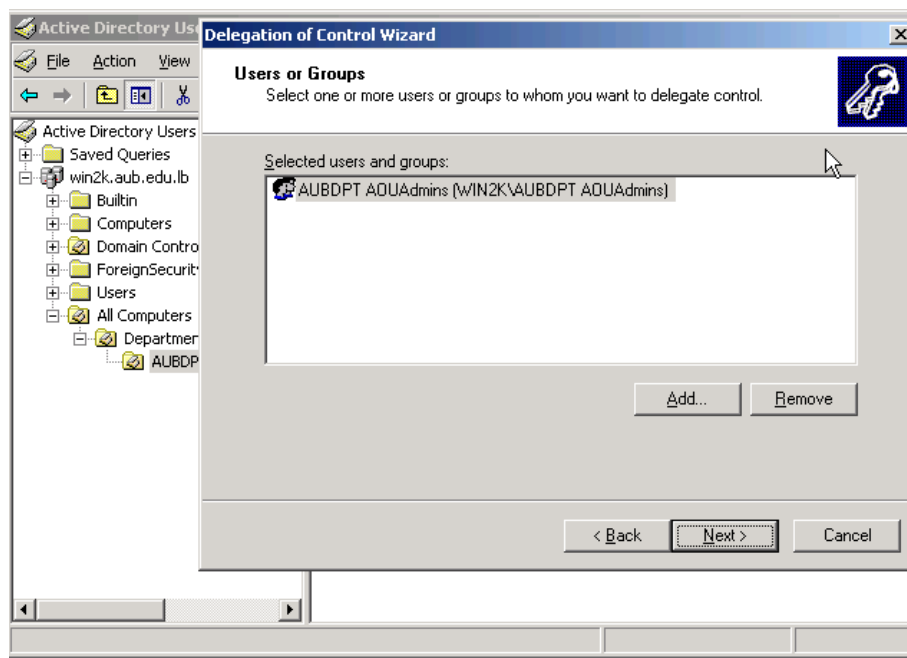 Active Directory Use
File Action View
Active Directory Users
Saved Queries
win2k.aub.edu.lb
Builtin
Computers
Domain Contro
ForeignSecurit
Users
All Computers
Departmen
AUBDP
Delegation of Control Wizard
Users or Groups
Select one or more users or groups to whom you want to delegate control.
Selected users and groups:
AUBDPT AOUAdmins (WIN2K\AUBDPT AOUAdmins)
Add... Remove
< Back Next > Cancel